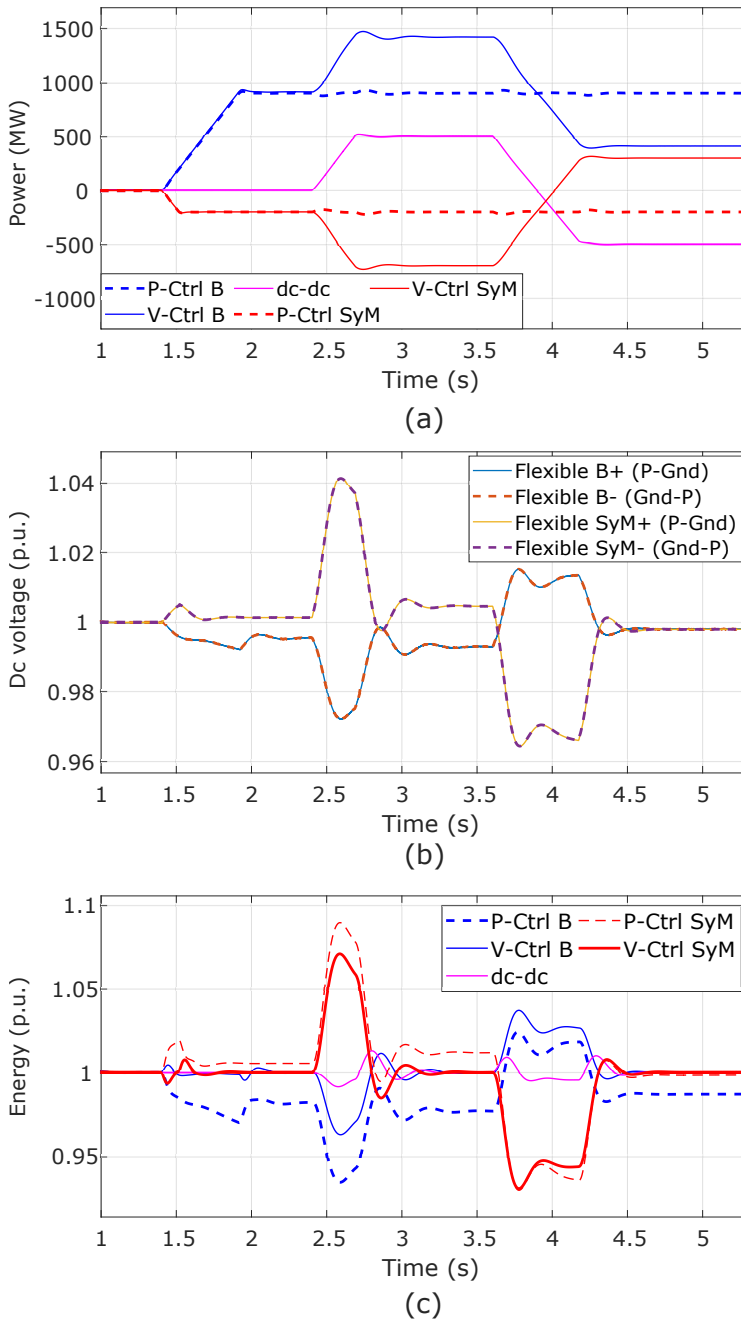 1500
1000
500
0
-500
-1000
Power (MW)
P-Ctrl B
dc-dc
V-Ctrl SyM
V-Ctrl B
P-Ctrl SyM
1
1.5
2
2.5
3
3.5
4
4.5
5
Time (s)
(a)
1.04
1.02
1
0.98
0.96
Dc voltage (p.u.)
Flexible B+ (P-Gnd)
Flexible B- (Gnd-P)
Flexible SyM+ (P-Gnd)
Flexible SyM- (Gnd-P)
1
1.5
2
2.5
3
3.5
4
4.5
5
Time (s)
(b)
1.1
1.05
1
0.95
Energy (p.u.)
P-Ctrl B
P-Ctrl SyM
V-Ctrl B
V-Ctrl SyM
dc-dc
1
1.5
2
2.5
3
3.5
4
4.5
5
Time (s)
(c)